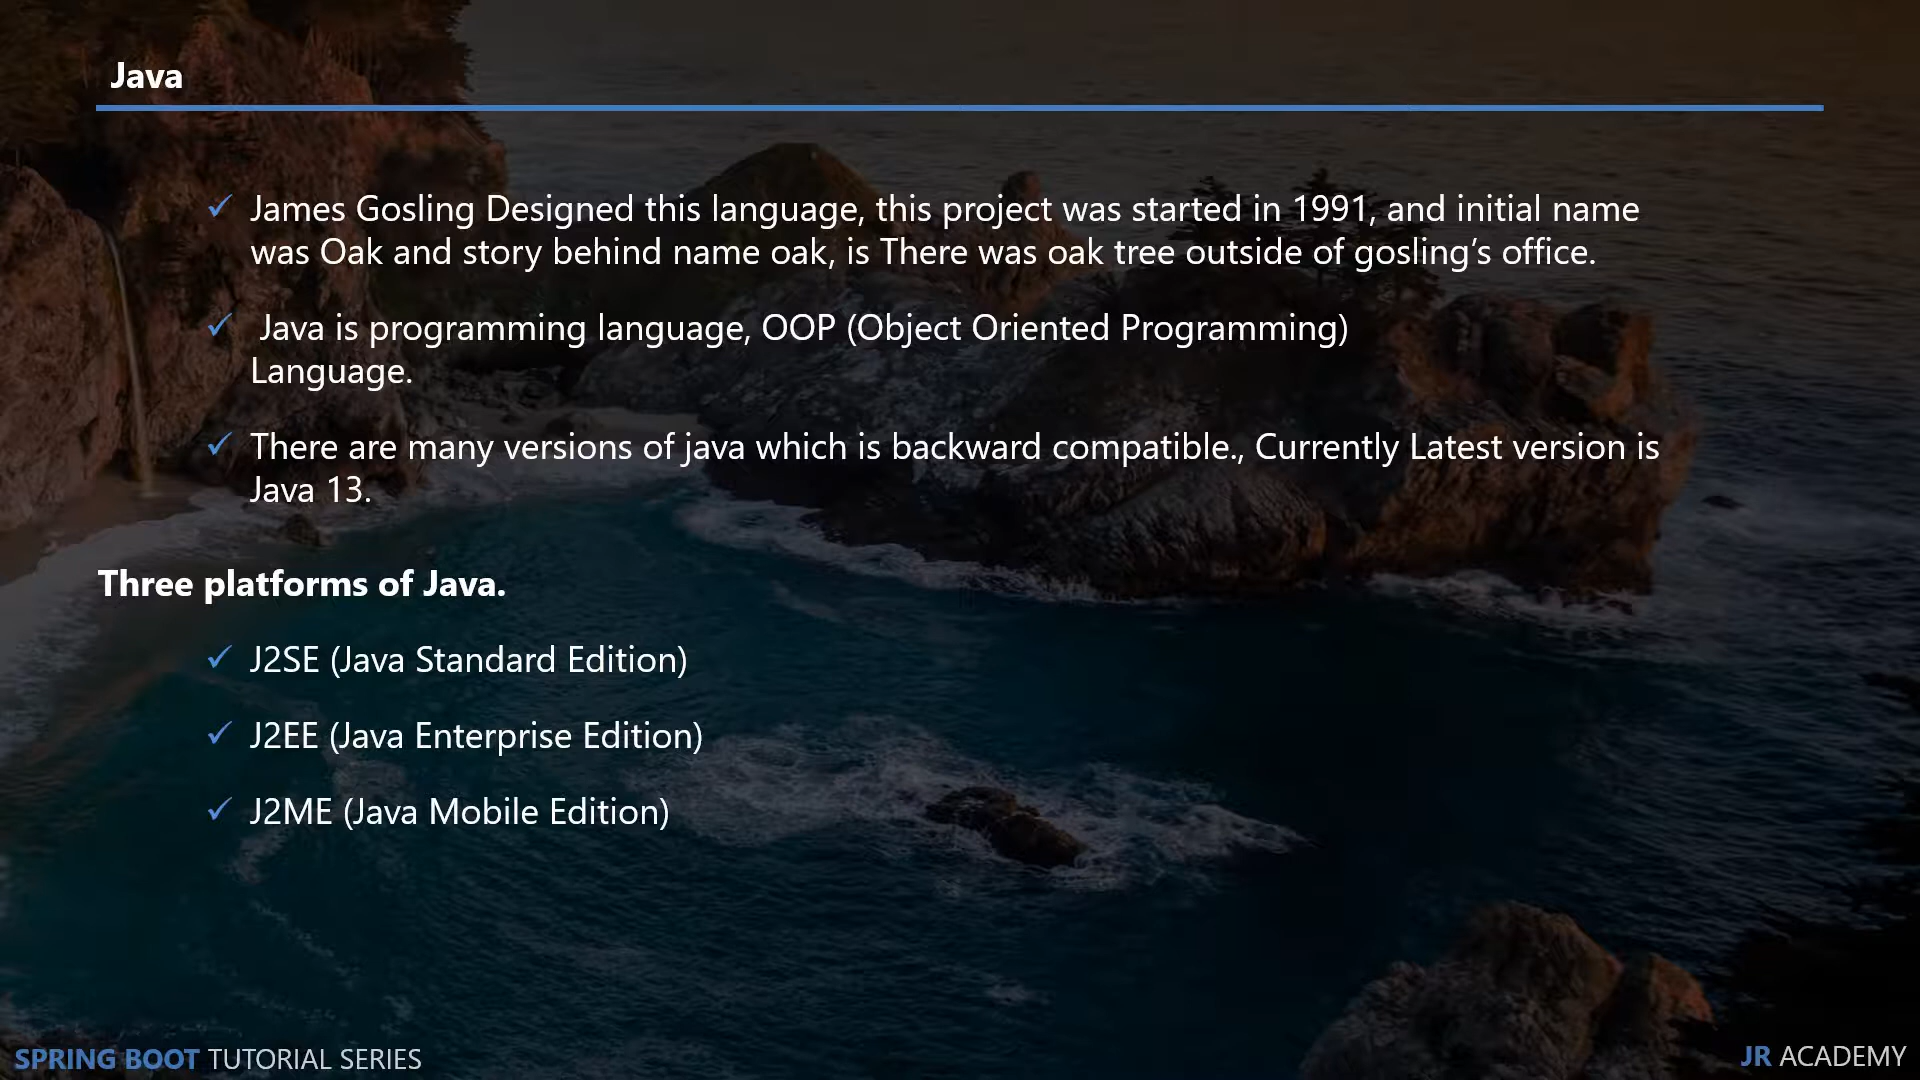 Java
✓ James Gosling Designed this language, this project was started in 1991, and initial name
was Oak and story behind name oak, is There was oak tree outside of gosling’s office.
✓ Java is programming language, OOP (Object Oriented Programming)
Language.
✓ There are many versions of java which is backward compatible., Currently Latest version is
Java 13.
Three platforms of Java.
✓ J2SE (Java Standard Edition)
✓ J2EE (Java Enterprise Edition)
✓ J2ME (Java Mobile Edition)
SPRING BOOT TUTORIAL SERIES
JR ACADEMY